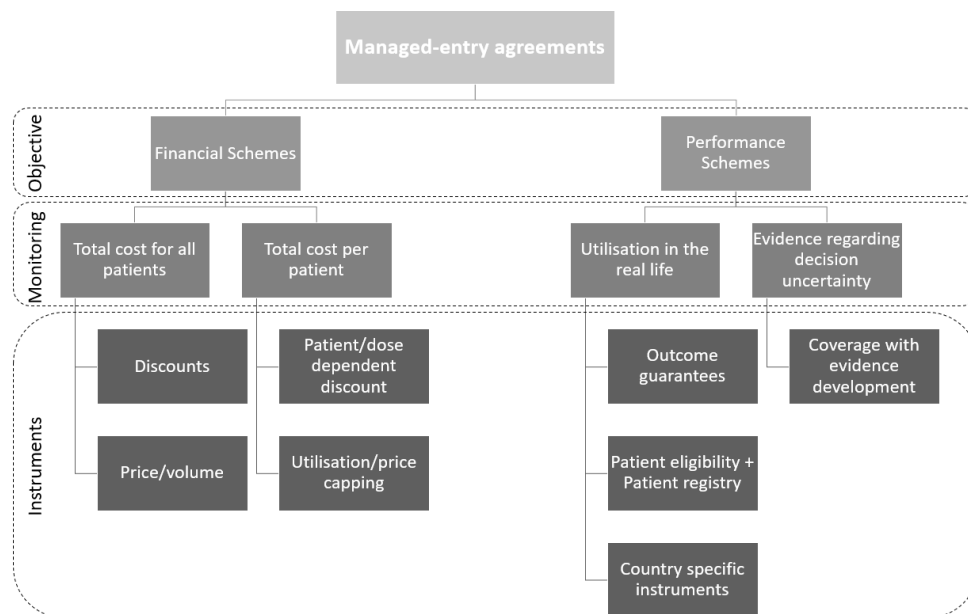 Managed-entry agreements
Objective
Financial Schemes
Performance
Schemes
Monitoring
Total cost for all
patients
Total cost per
patient
Utilisation in the
real life
Evidence regarding
decision
uncertainty
Instruments
Discounts
Patient/dose
dependent
discount
Outcome
guarantees
Coverage with
evidence
development
Price/volume
Utilisation/price
capping
Patient eligibility +
Patient registry
Country specific
instruments